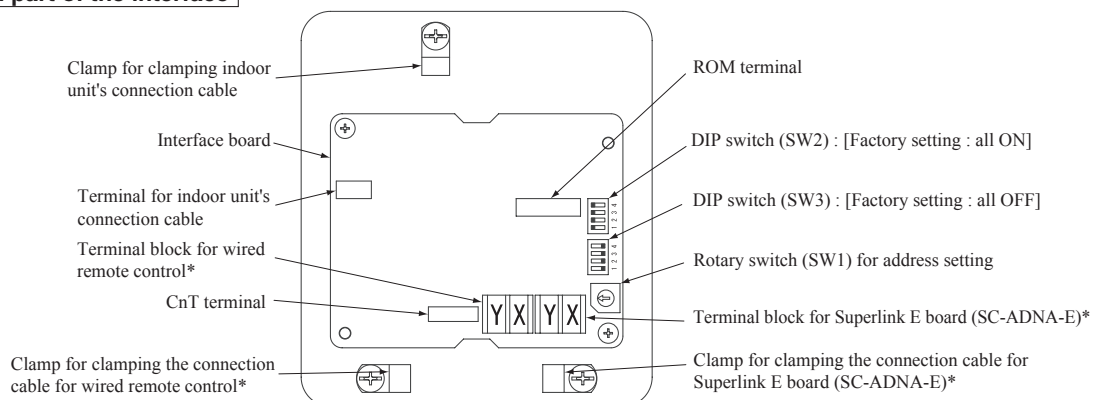 part of the interface
Clamp for clamping indoor
unit's connection cable
Interface board
Terminal for indoor unit's
connection cable
Terminal block for wired
remote control*
CnT terminal
Clamp for clamping the connection
cable for wired remote control*
ROM terminal
DIP switch (SW2) : [Factory setting : all ON]
DIP switch (SW3) : [Factory setting : all OFF]
Rotary switch (SW1) for address setting
Terminal block for Superlink E board (SC-ADNA-E)*
Clamp for clamping the connection cable for
Superlink E board (SC-ADNA-E)*
1 2 3 4
1 2 3 4
Y X Y X